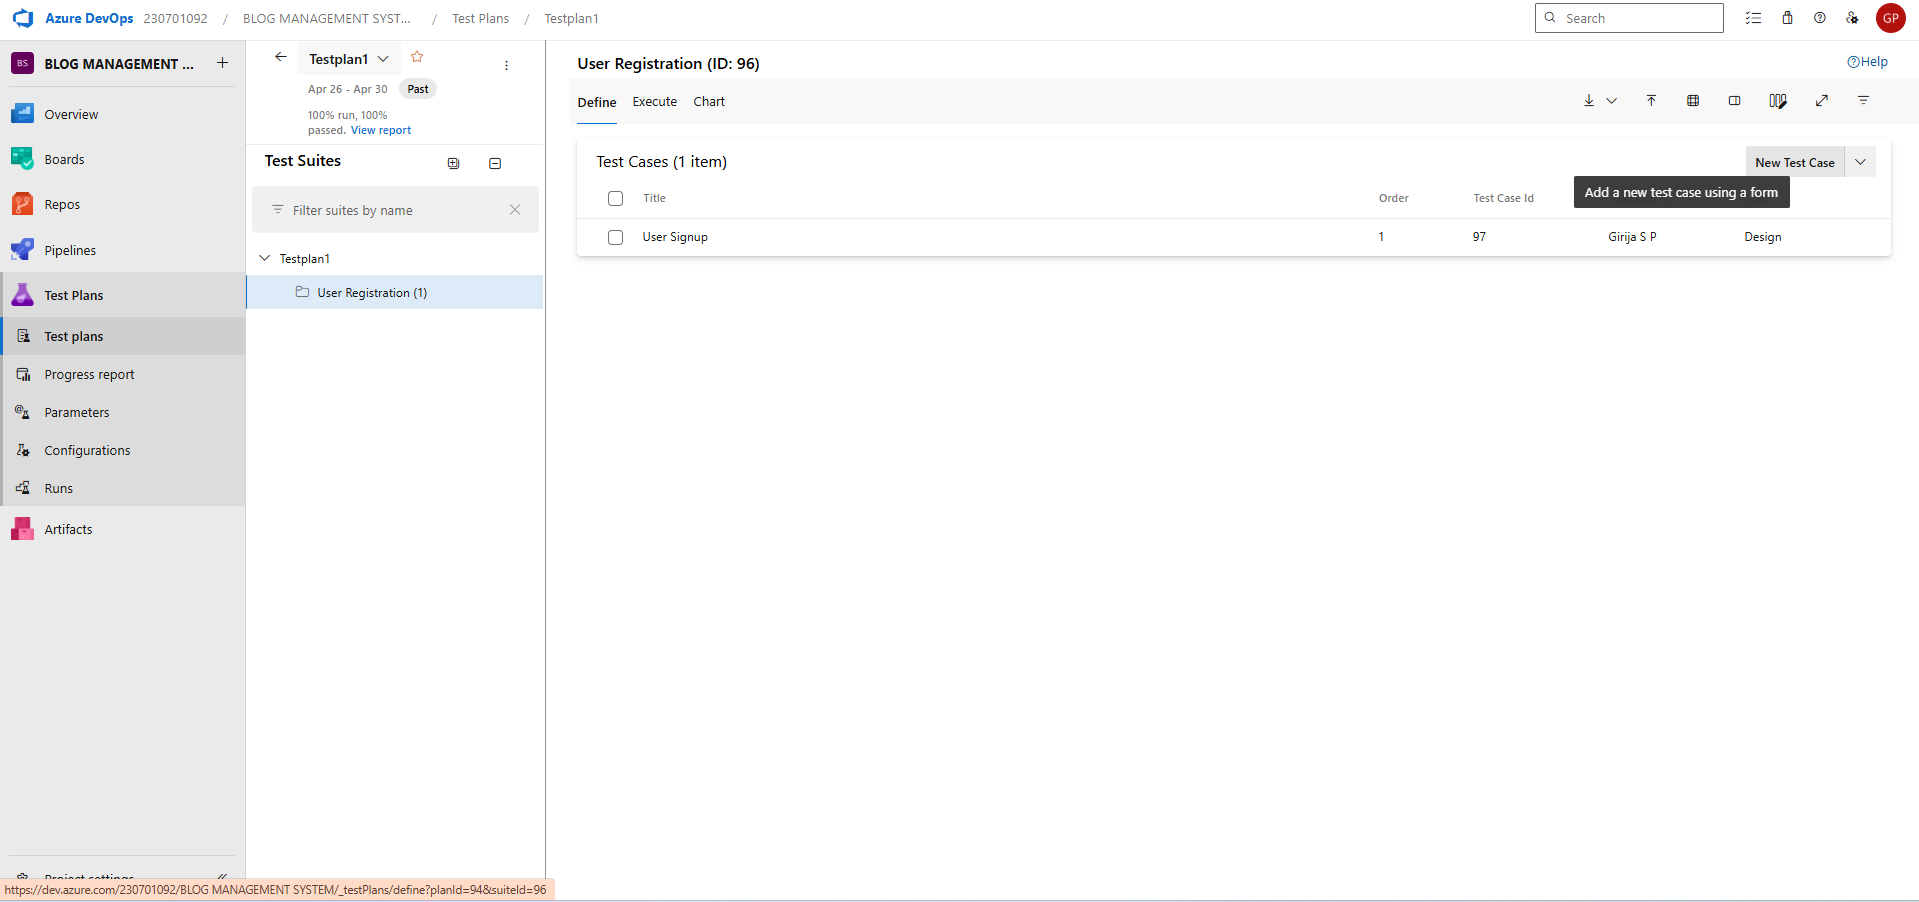 Azure DevOps 230701092 / BLOG MANAGEMENT SYST... / Test Plans / Testplan1
Search
GP
BS BLOG MANAGEMENT ... +
Overview
Boards
Repos
Pipelines
Test Plans
Test plans
Progress report
Parameters
Configurations
Runs
Artifacts
Project settings
Testplan1
Apr 26 - Apr 30 Past
100% run, 100%
passed. View report
Test Suites
Filter suites by name
Testplan1
User Registration (1)
User Registration (ID: 96)
Help
Define Execute Chart
Test Cases (1 item)
New Test Case
Add a new test case using a form
Title Order Test Case Id
User Signup 1 97 Girija S P Design
https://dev.azure.com/230701092/BLOG MANAGEMENT SYSTEM/_testPlans/define?planId=94&suiteId=96